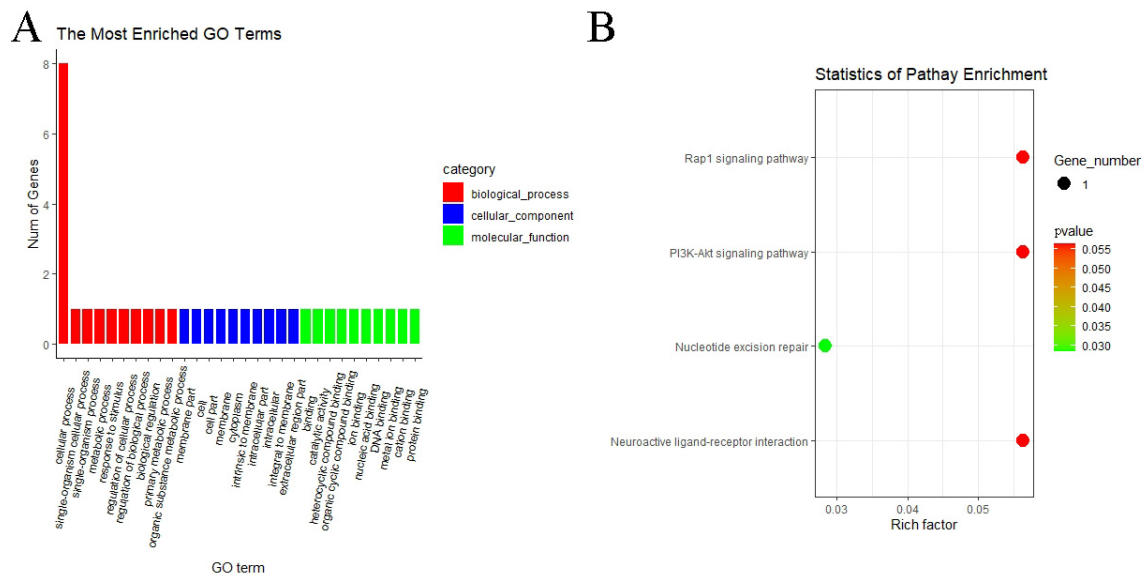 A
The Most Enriched GO Terms
Num of Genes
8
6
4
2
0
cellular process
single-organism cellular process
single-organism process
metabolic process
response to stimulus
regulation of cellular process
regulation of biological process
biological regulation
primary metabolic process
organic substance metabolic process
membrane part
cell
cell part
membrane
cytoplasm
intrinsic to membrane
intracellular part
intracellular
integral to membrane
extracellular region part
binding
catalytic activity
heterocyclic compound binding
organic cyclic compound binding
ion binding
nucleic acid binding
DNA binding
metal ion binding
cation binding
protein binding
GO term
category
biological_process
cellular_component
molecular_function
B
Statistics of Pathay Enrichment
Rap1 signaling pathway
PI3K-Akt signaling pathway
Nucleotide excision repair
Neuroactive ligand-receptor interaction
0.03
0.04
0.05
Rich factor
Gene_number
1
pvalue
0.055
0.050
0.045
0.040
0.035
0.030